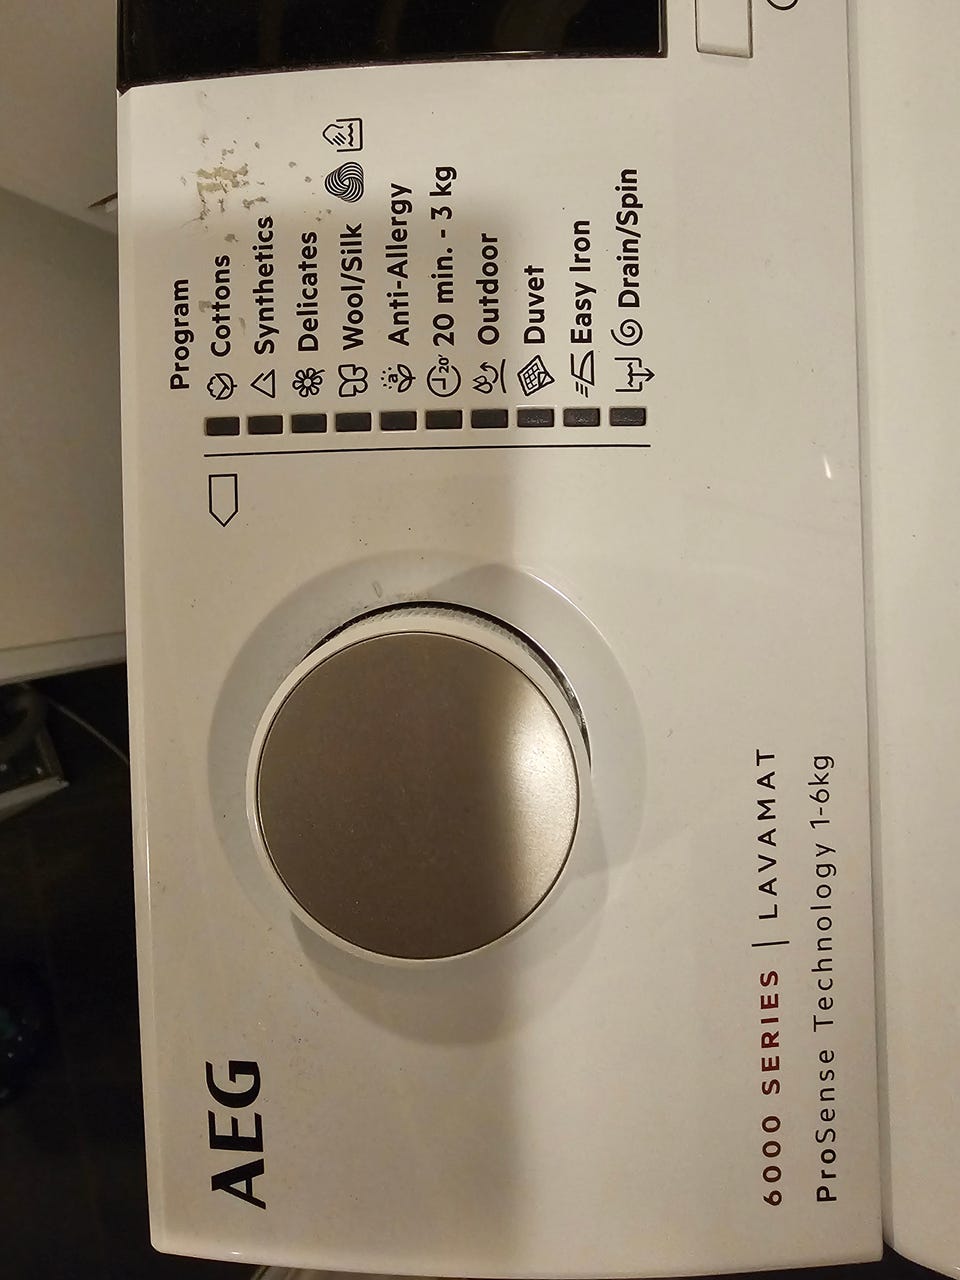 AEG
Program
Cottons
Synthetics
Delicates
Wool/Silk
Anti-Allergy
20' 20 min. - 3 kg
Outdoor
Duvet
Easy Iron
Drain/Spin
6000 SERIES | LAVAMAT
ProSense Technology 1-6kg